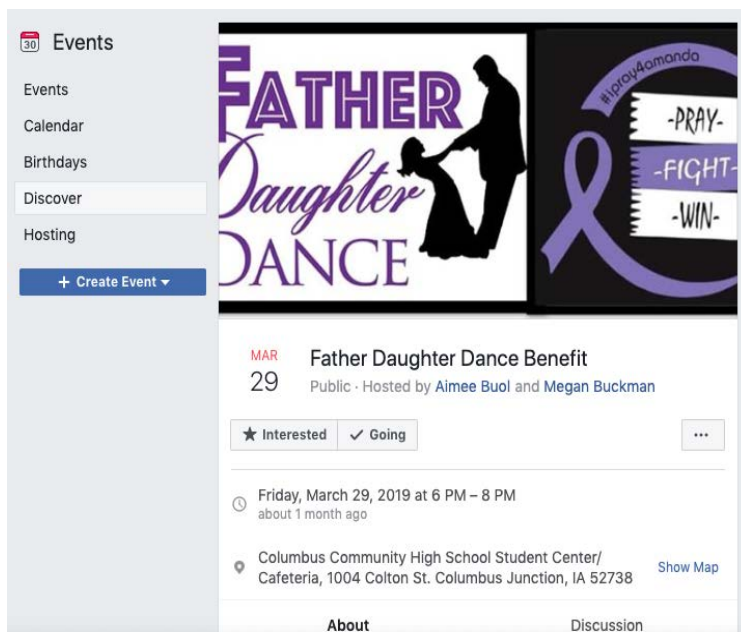 30 Events
Events
Calendar
Birthdays
Discover
Hosting
+ Create Event
FATHER
Daughter
DANCE
#ipray4amanda
-PRAY-
-FIGHT-
-WIN-
MAR
29
Father Daughter Dance Benefit
Public · Hosted by Aimee Buol and Megan Buckman
Interested Going ...
Friday, March 29, 2019 at 6 PM – 8 PM
about 1 month ago
Columbus Community High School Student Center/
Cafeteria, 1004 Colton St. Columbus Junction, IA 52738
Show Map
About Discussion